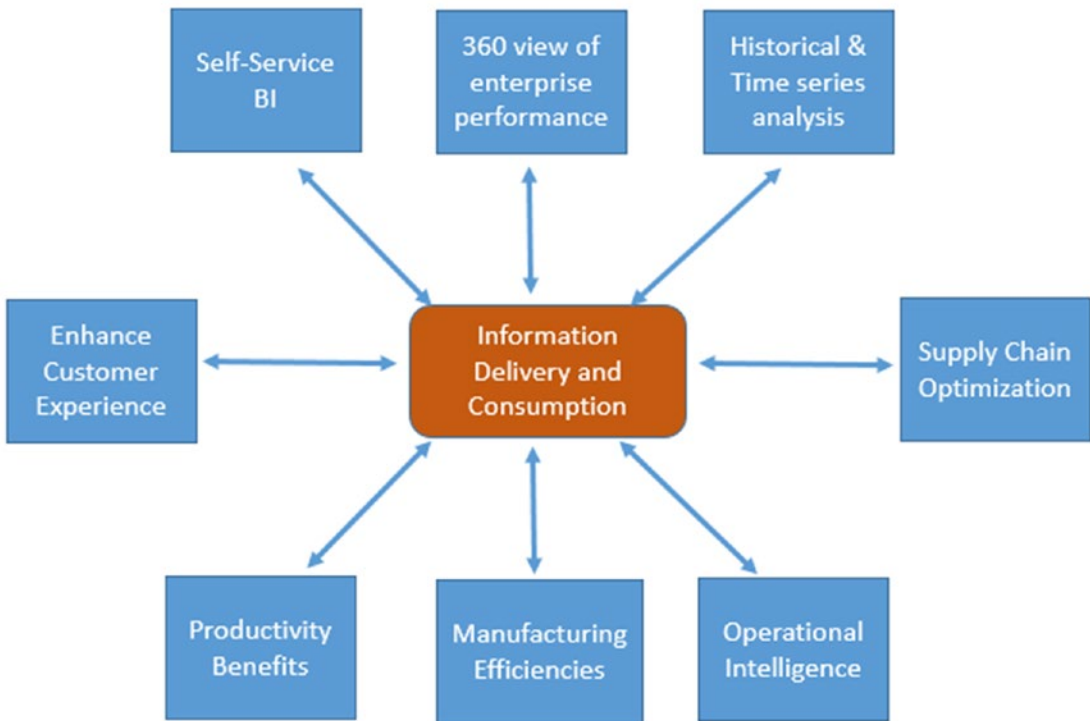 Self-Service
BI
360 view of
enterprise
performance
Historical &
Time series
analysis
Enhance
Customer
Experience
Information
Delivery and
Consumption
Supply Chain
Optimization
Productivity
Benefits
Manufacturing
Efficiencies
Operational
Intelligence